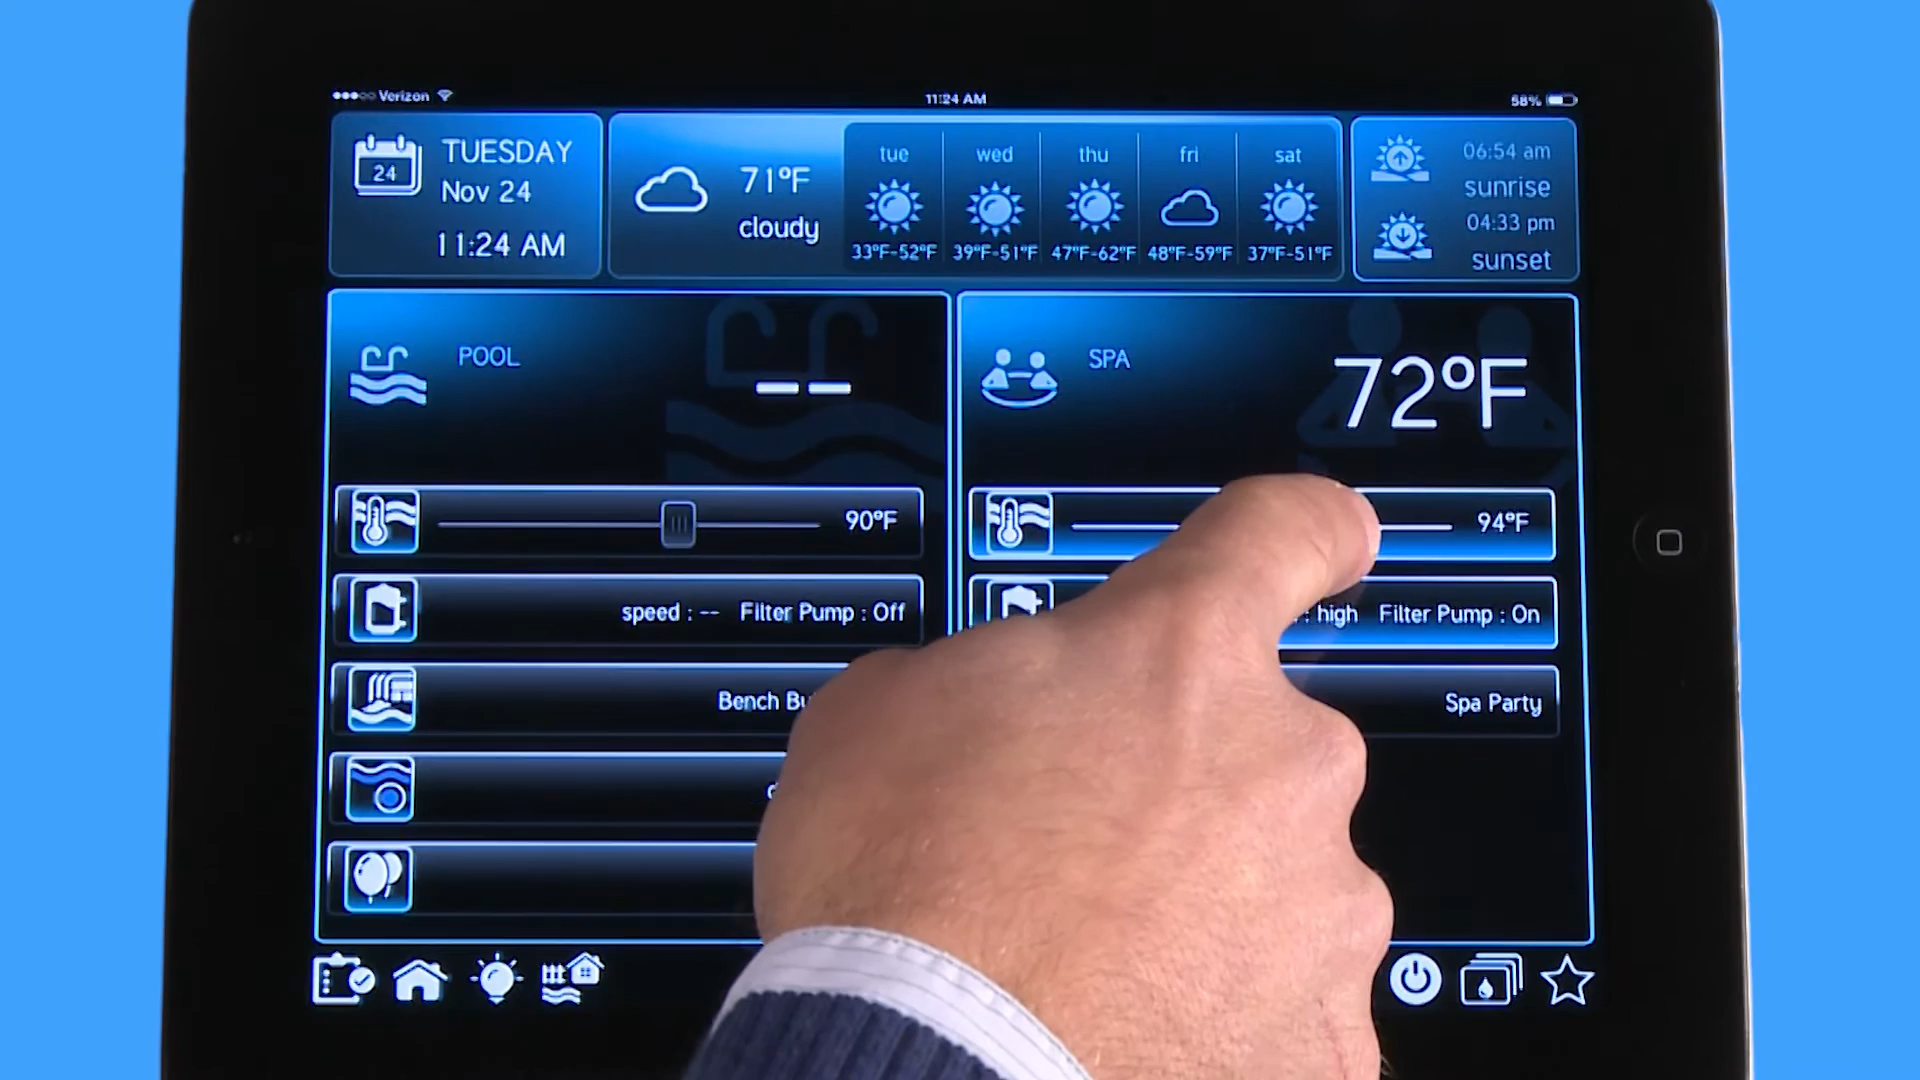 Verizon
11:24 AM
58%
24
TUESDAY
Nov 24
11:24 AM
71°F
cloudy
tue
wed
thu
fri
sat
33°F-52°F
39°F-51°F
47°F-62°F
48°F-59°F
37°F-51°F
06:54 am
sunrise
04:33 pm
sunset
POOL
--
90°F
speed : -- Filter Pump : Off
Bench
SPA
72°F
94°F
: high Filter Pump : On
Spa Party